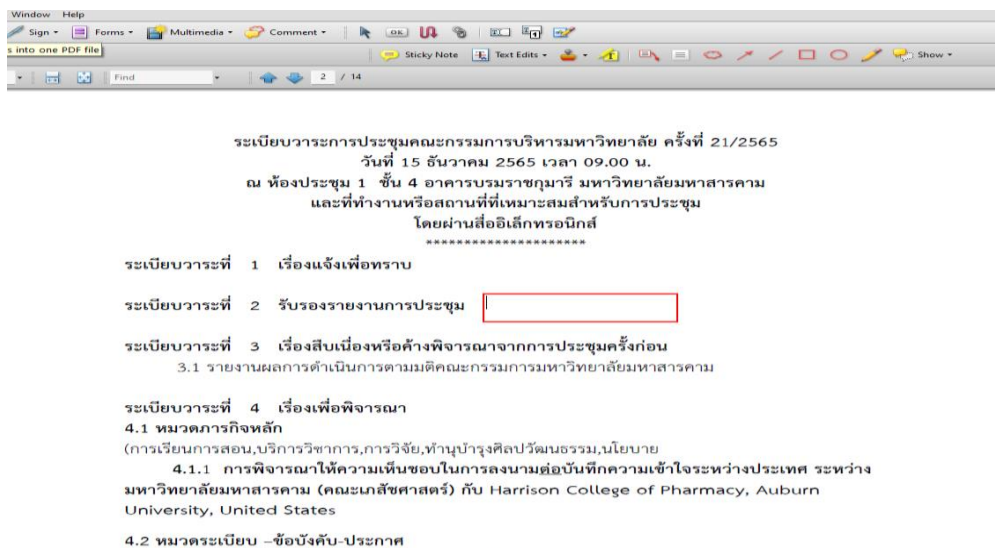 Window Help
Sign Forms Multimedia Comment OK
s into one PDF file
Sticky Note Text Edits T Show
Find 2 / 14
ระเบียบวาระการประชุมคณะกรรมการบริหารมหาวิทยาลัย ครั้งที่ 21/2565
วันที่ 15 ธันวาคม 2565 เวลา 09.00 น.
ณ ห้องประชุม 1 ชั้น 4 อาคารบรมราชกุมารี มหาวิทยาลัยมหาสารคาม
และที่ทำงานหรือสถานที่ที่เหมาะสมสำหรับการประชุม
โดยผ่านสื่ออิเล็กทรอนิกส์
*********************
ระเบียบวาระที่ 1 เรื่องแจ้งเพื่อทราบ
ระเบียบวาระที่ 2 รับรองรายงานการประชุม
ระเบียบวาระที่ 3 เรื่องสืบเนื่องหรือค้างพิจารณาจากการประชุมครั้งก่อน
3.1 รายงานผลการดำเนินการตามมติคณะกรรมการมหาวิทยาลัยมหาสารคาม
ระเบียบวาระที่ 4 เรื่องเพื่อพิจารณา
4.1 หมวดภารกิจหลัก
(การเรียนการสอน,บริการวิชาการ,การวิจัย,ทำนุบำรุงศิลปวัฒนธรรม,นโยบาย
4.1.1 การพิจารณาให้ความเห็นชอบในการลงนามต่อบันทึกความเข้าใจระหว่างประเทศ ระหว่าง
มหาวิทยาลัยมหาสารคาม (คณะเภสัชศาสตร์) กับ Harrison College of Pharmacy, Auburn
University, United States
4.2 หมวดระเบียบ –ข้อบังคับ-ประกาศ